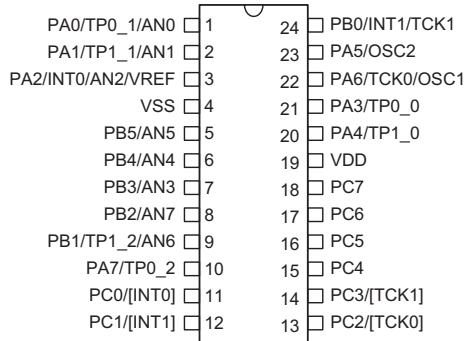 PA0/TP0_1/AN0 1 24 PB0/INT1/TCK1
PA1/TP1_1/AN1 2 23 PA5/OSC2
PA2/INT0/AN2/VREF 3 22 PA6/TCK0/OSC1
VSS 4 21 PA3/TP0_0
PB5/AN5 5 20 PA4/TP1_0
PB4/AN4 6 19 VDD
PB3/AN3 7 18 PC7
PB2/AN7 8 17 PC6
PB1/TP1_2/AN6 9 16 PC5
PA7/TP0_2 10 15 PC4
PC0/[INT0] 11 14 PC3/[TCK1]
PC1/[INT1] 12 13 PC2/[TCK0]